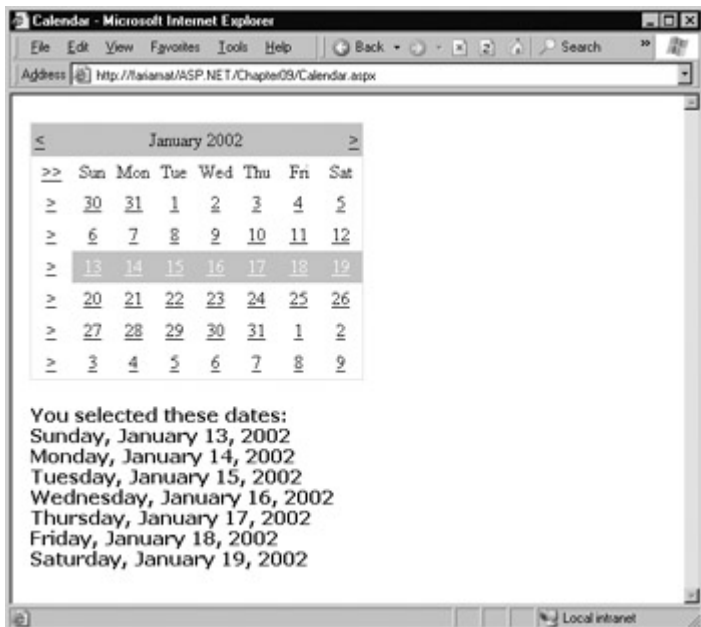 Calendar - Microsoft Internet Explorer
File Edit View Favorites Tools Help Back Search »
Address http://fariamat/ASP.NET/Chapter09/Calendar.aspx
< January 2002 >
>> Sun Mon Tue Wed Thu Fri Sat
> 30 31 1 2 3 4 5
> 6 7 8 9 10 11 12
> 13 14 15 16 17 18 19
> 20 21 22 23 24 25 26
> 27 28 29 30 31 1 2
> 3 4 5 6 7 8 9
You selected these dates:
Sunday, January 13, 2002
Monday, January 14, 2002
Tuesday, January 15, 2002
Wednesday, January 16, 2002
Thursday, January 17, 2002
Friday, January 18, 2002
Saturday, January 19, 2002
Local intranet